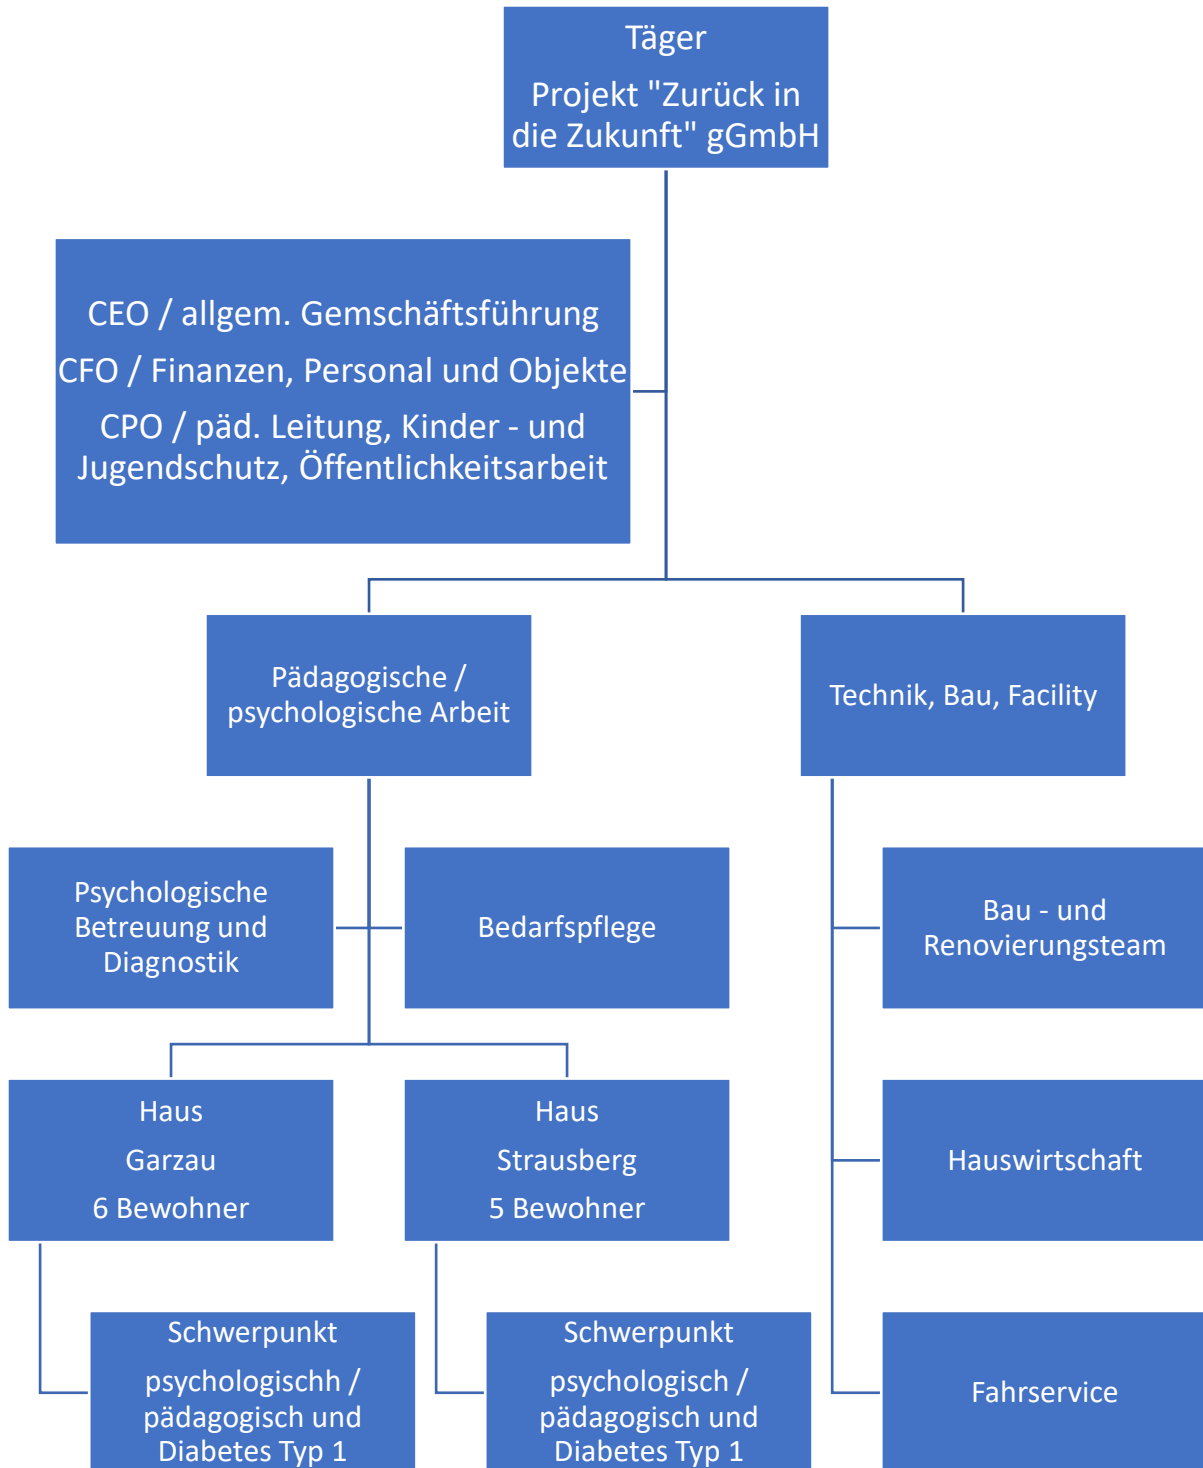 Täger
Projekt "Zurück in
die Zukunft" gGmbH
CEO / allgem. Gemschäftsführung
CFO / Finanzen, Personal und Objekte
CPO / päd. Leitung, Kinder - und
Jugendschutz, Öffentlichkeitsarbeit
Pädagogische /
psychologische Arbeit
Technik, Bau, Facility
Psychologische
Betreuung und
Diagnostik
Bedarfspflege
Bau - und
Renovierungsteam
Haus
Garzau
6 Bewohner
Haus
Strausberg
5 Bewohner
Hauswirtschaft
Schwerpunkt
psychologischh /
pädagogisch und
Diabetes Typ 1
Schwerpunkt
psychologisch /
pädagogisch und
Diabetes Typ 1
Fahrservice